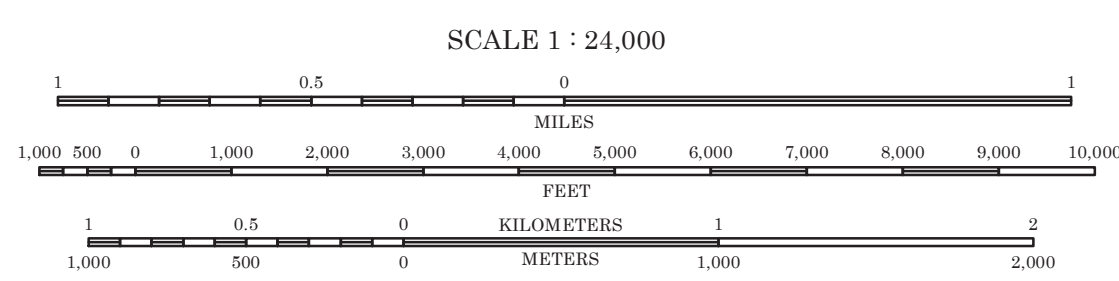 SCALE 1 : 24,000
1 0.5 0 1
MILES
1,000 500 0 1,000 2,000 3,000 4,000 5,000 6,000 7,000 8,000 9,000 10,000
FEET
1 0.5 0 KILOMETERS 1 2
1,000 500 0 METERS 1,000 2,000